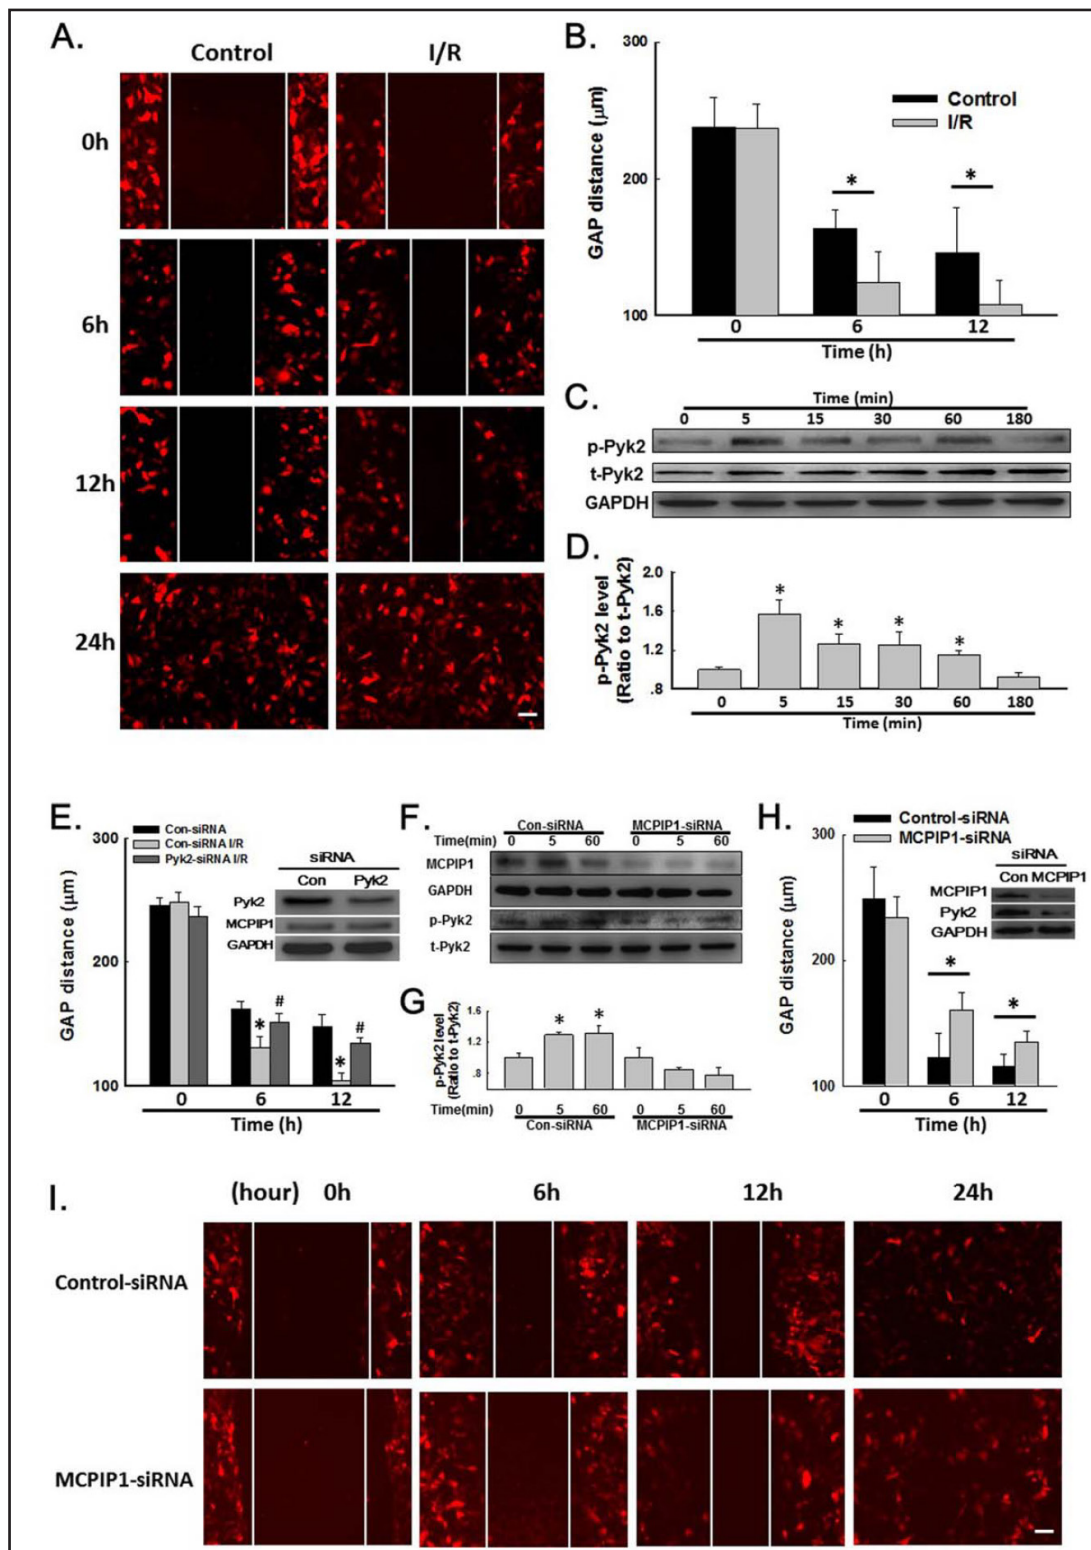 A.
Control I/R
0h
6h
12h
24h
B.
300
200
100
GAP distance (μm)
Control
I/R
* *
0 6 12
Time (h)
C.
Time (min)
0 5 15 30 60 180
p-Pyk2
t-Pyk2
GAPDH
D.
p-Pyk2 level
(Ratio to t-Pyk2)
2.0
1.6
1.2
.8
* * * *
0 5 15 30 60 180
Time (min)
E.
Con-siRNA
Con-siRNA I/R
Pyk2-siRNA I/R
300
200
100
GAP distance (μm)
siRNA
Con Pyk2
Pyk2
MCPIP1
GAPDH
* # * #
0 6 12
Time (h)
F.
Con-siRNA MCPIP1-siRNA
Time(min) 0 5 60 0 5 60
MCPIP1
GAPDH
p-Pyk2
t-Pyk2
G.
p-Pyk2 level
(Ratio to t-Pyk2)
1.6
1.2
.8
* *
Time(min) 0 5 60 0 5 60
Con-siRNA MCPIP1-siRNA
H.
Control-siRNA
MCPIP1-siRNA
300
200
100
GAP distance (μm)
siRNA
Con MCPIP1
MCPIP1
Pyk2
GAPDH
* *
0 6 12
Time (h)
I.
(hour) 0h 6h 12h 24h
Control-siRNA
MCPIP1-siRNA